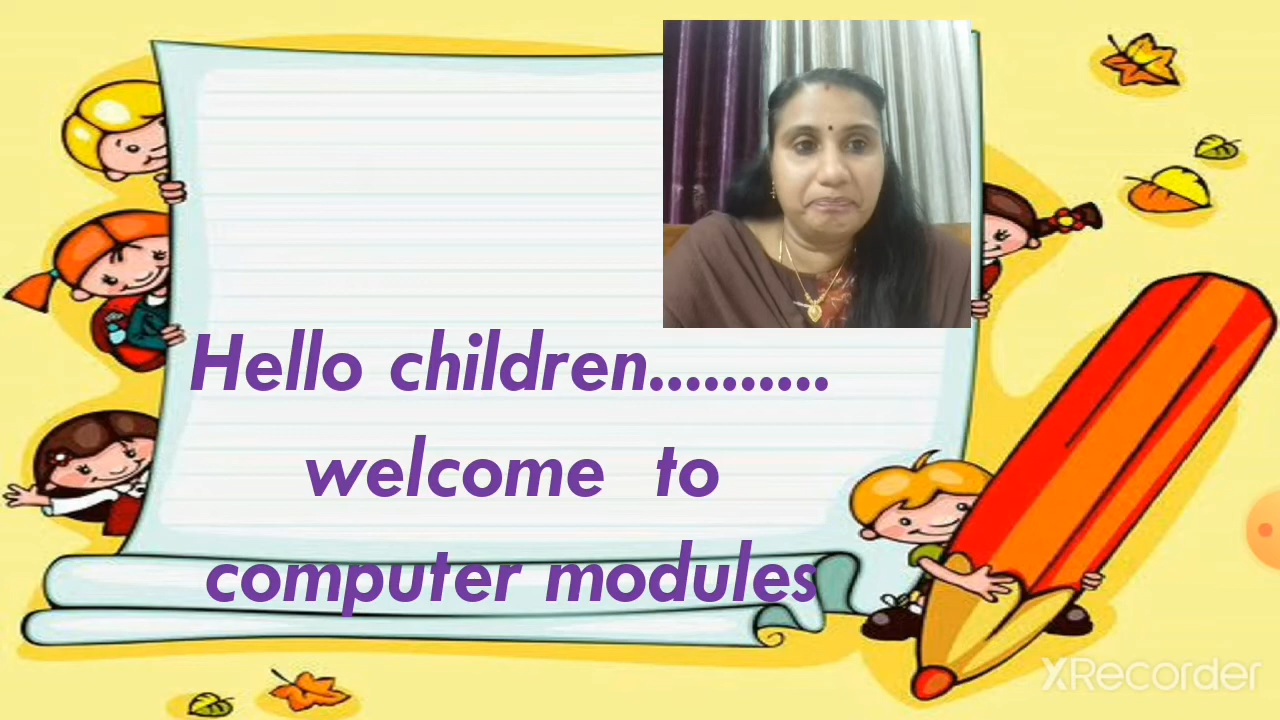 Hello children..........
welcome to
computer modules
XRecorder